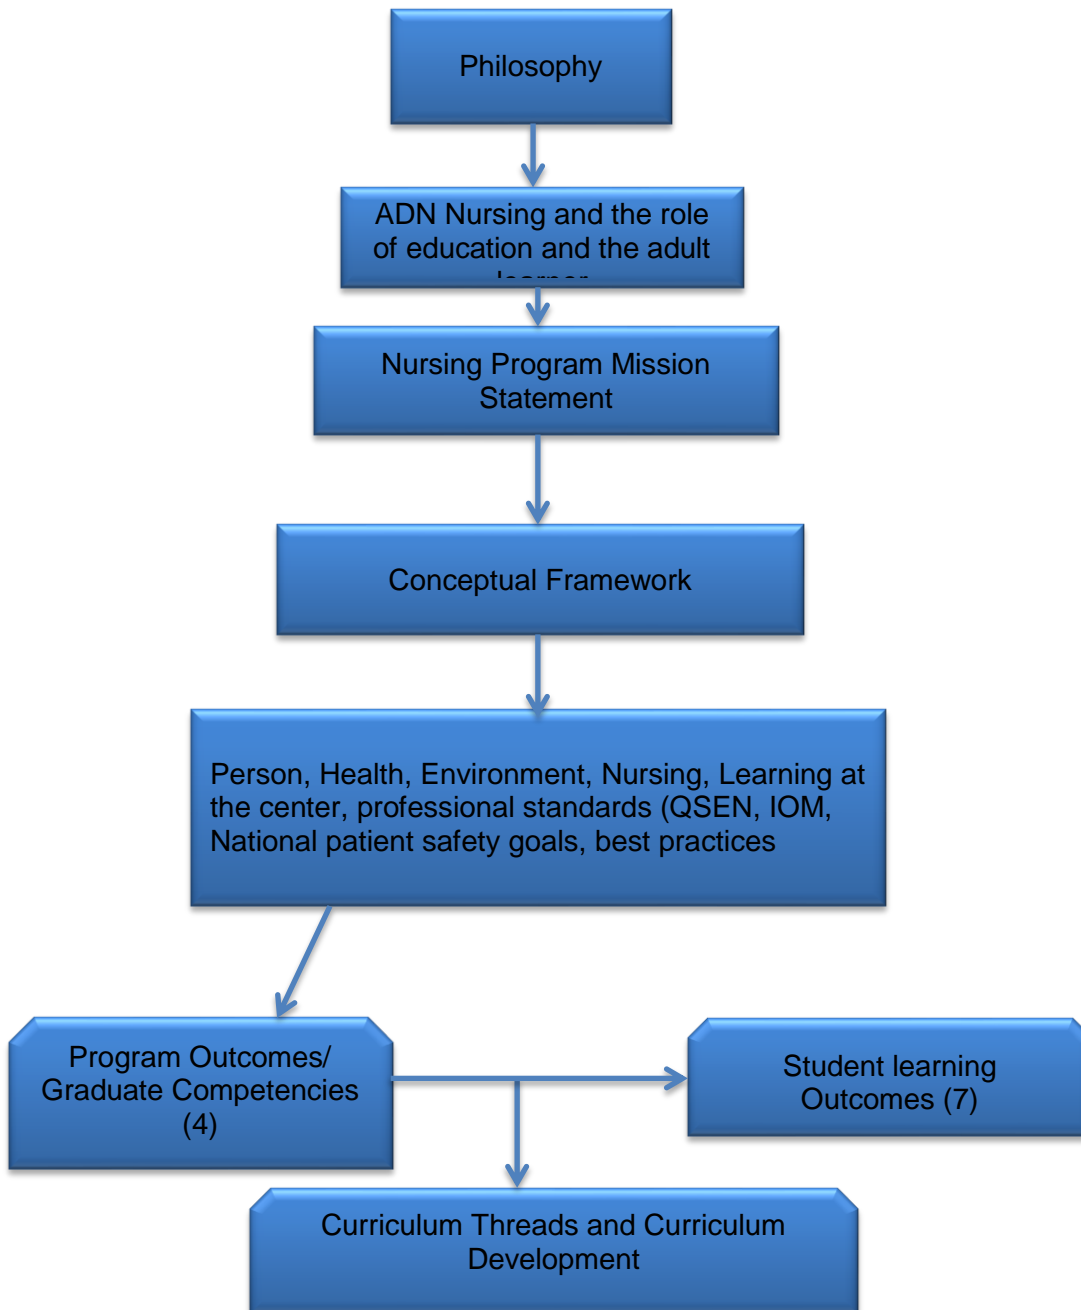 Philosophy
ADN Nursing and the role
of education and the adult
learner
Nursing Program Mission
Statement
Conceptual Framework
Person, Health, Environment, Nursing, Learning at
the center, professional standards (QSEN, IOM,
National patient safety goals, best practices
Program Outcomes/
Graduate Competencies
(4)
Student learning
Outcomes (7)
Curriculum Threads and Curriculum
Development